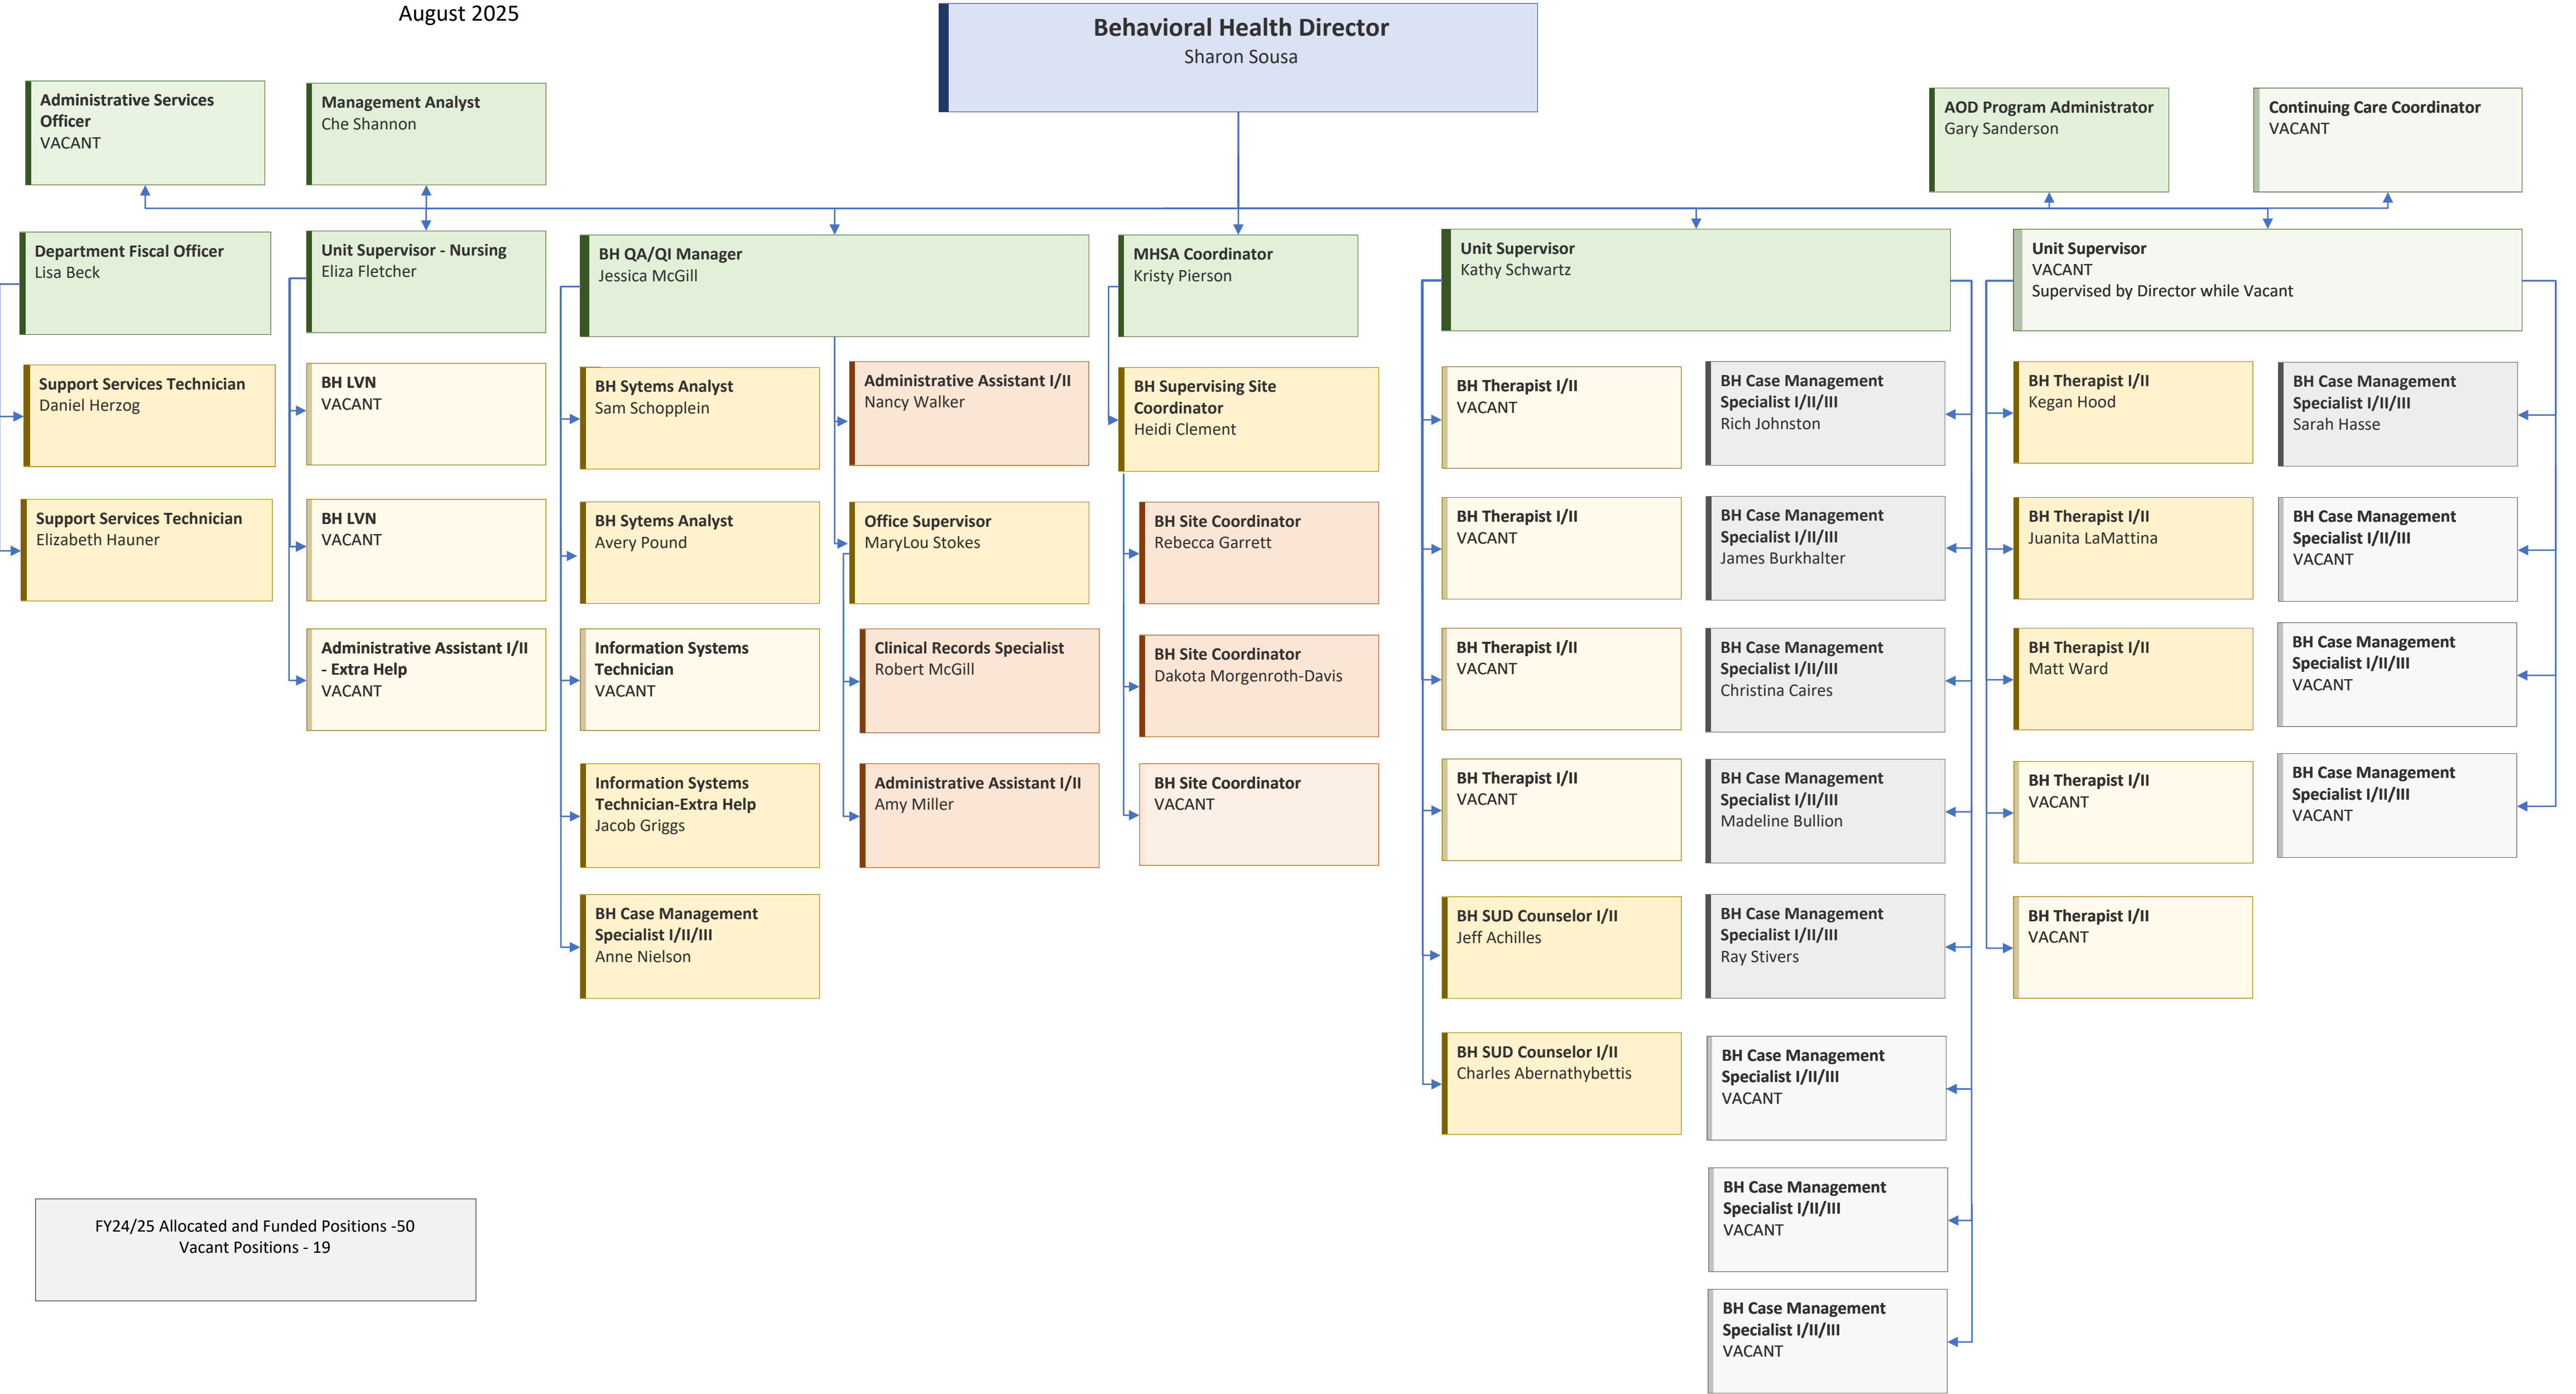 August 2025
Behavioral Health Director
Sharon Sousa
Administrative Services
Officer
VACANT
Management Analyst
Che Shannon
AOD Program Administrator
Gary Sanderson
Continuing Care Coordinator
VACANT
Department Fiscal Officer
Lisa Beck
Support Services Technician
Daniel Herzog
Support Services Technician
Elizabeth Hauner
Unit Supervisor - Nursing
Eliza Fletcher
BH LVN
VACANT
BH LVN
VACANT
Administrative Assistant I/II
- Extra Help
VACANT
BH QA/QI Manager
Jessica McGill
BH Sytems Analyst
Sam Schopplein
BH Sytems Analyst
Avery Pound
Information Systems
Technician
VACANT
Information Systems
Technician-Extra Help
Jacob Griggs
BH Case Management
Specialist I/II/III
Anne Nielson
Administrative Assistant I/II
Nancy Walker
Office Supervisor
MaryLou Stokes
Clinical Records Specialist
Robert McGill
Administrative Assistant I/II
Amy Miller
MHSA Coordinator
Kristy Pierson
BH Supervising Site
Coordinator
Heidi Clement
BH Site Coordinator
Rebecca Garrett
BH Site Coordinator
Dakota Morgenroth-Davis
BH Site Coordinator
VACANT
Unit Supervisor
Kathy Schwartz
BH Therapist I/II
VACANT
BH Therapist I/II
VACANT
BH Therapist I/II
VACANT
BH Therapist I/II
VACANT
BH SUD Counselor I/II
Jeff Achilles
BH SUD Counselor I/II
Charles Abernathybettis
BH Case Management
Specialist I/II/III
Rich Johnston
BH Case Management
Specialist I/II/III
James Burkhalter
BH Case Management
Specialist I/II/III
Christina Caires
BH Case Management
Specialist I/II/III
Madeline Bullion
BH Case Management
Specialist I/II/III
Ray Stivers
BH Case Management
Specialist I/II/III
VACANT
BH Case Management
Specialist I/II/III
VACANT
BH Case Management
Specialist I/II/III
VACANT
Unit Supervisor
VACANT
Supervised by Director while Vacant
BH Therapist I/II
Kegan Hood
BH Therapist I/II
Juanita LaMattina
BH Therapist I/II
Matt Ward
BH Therapist I/II
VACANT
BH Therapist I/II
VACANT
BH Case Management
Specialist I/II/III
Sarah Hasse
BH Case Management
Specialist I/II/III
VACANT
BH Case Management
Specialist I/II/III
VACANT
BH Case Management
Specialist I/II/III
VACANT
FY24/25 Allocated and Funded Positions -50
Vacant Positions - 19